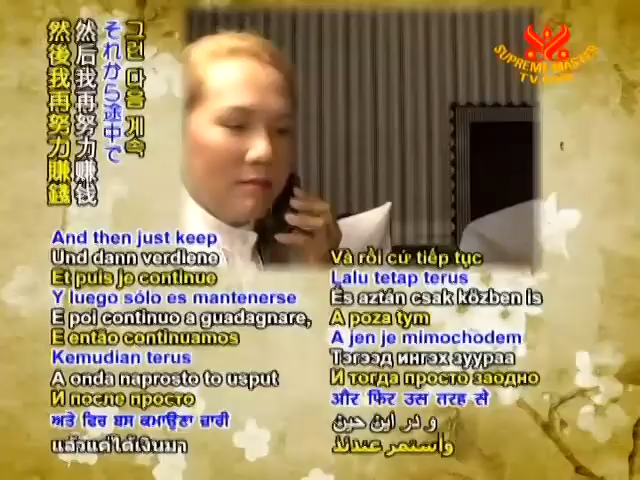 SUPREME MASTER
TV.com
그런 다음 계속
それから途中で
然后我再努力赚钱
然後我再努力賺錢
And then just keep
Und dann verdiene
Et puis je continue
Y luego sólo es mantenerse
E poi continuo a guadagnare,
E então continuamos
Kemudian terus
A onda naprosto to usput
И после просто
ਅਤੇ ਫਿਰ ਬਸ ਕਮਾਉਣਾ ਜਾਰੀ
แล้วแต่ได้เงินมา
Và rồi cứ tiếp tục
Lalu tetap terus
És aztán csak közben is
A poza tym
A jen je mimochodem
Тэгээд ингэх зуураа
И тогда просто заодно
और फिर उस तरह से
و در این حین
وأستمر عندئذ